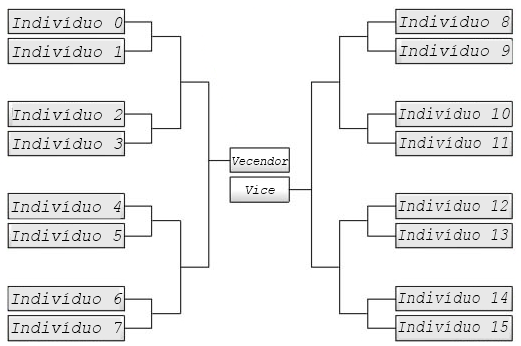 Indivíduo 0
Indivíduo 1
Indivíduo 2
Indivíduo 3
Indivíduo 4
Indivíduo 5
Indivíduo 6
Indivíduo 7
Vecendor
Vice
Indivíduo 8
Indivíduo 9
Indivíduo 10
Indivíduo 11
Indivíduo 12
Indivíduo 13
Indivíduo 14
Indivíduo 15